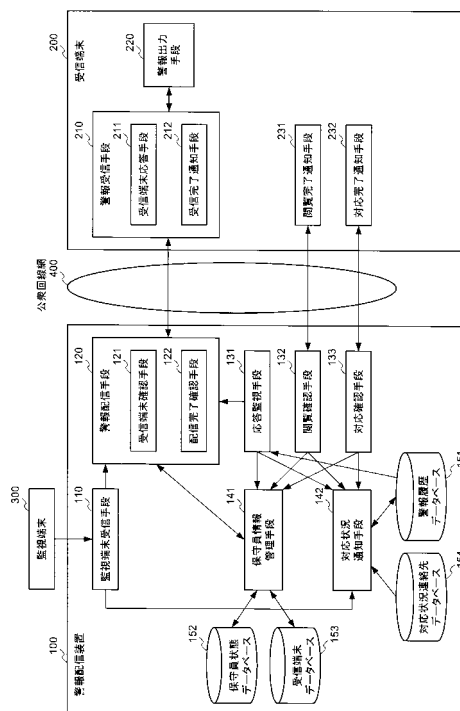 100
警報配信装置
300
監視端末
110
監視端末受信手段
120
警報配信手段
121
受信端末確認手段
122
配信完了確認手段
131
応答監視手段
132
閲覧確認手段
133
対応確認手段
141
保守員情報
管理手段
142
対応状況
通知手段
152
保守員状態
データベース
153
受信端末
データベース
警報履歴
データベース
対応状況連絡先
データベース
公衆回線網
400
200
受信端末
210
警報受信手段
211
受信端末応答手段
212
受信完了通知手段
220
警報出力
手段
231
閲覧完了通知手段
232
対応完了通知手段